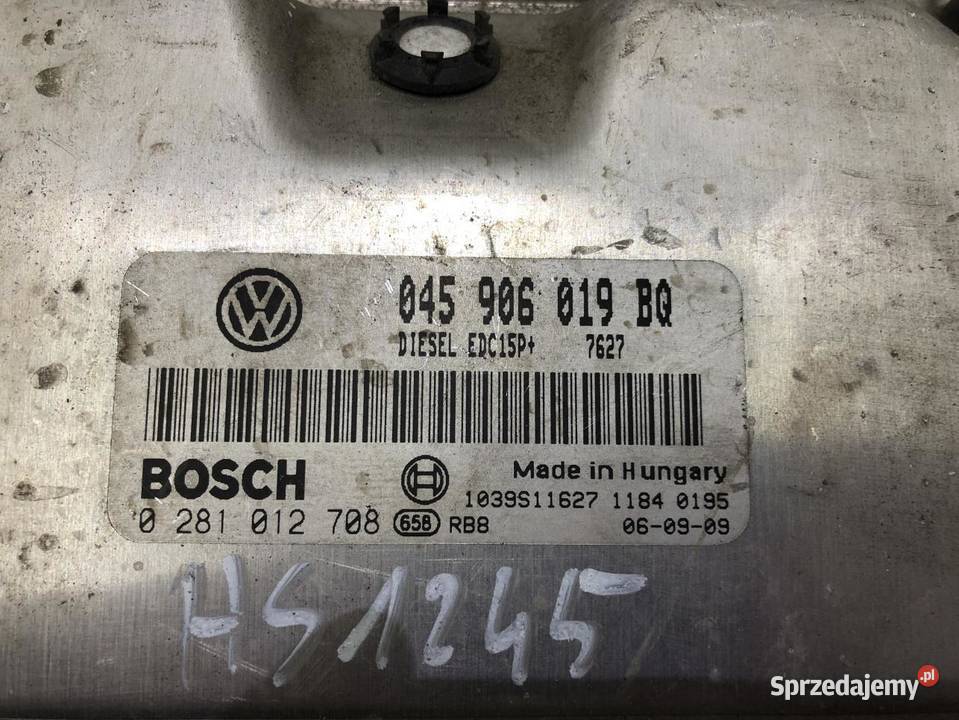 045 906 019 BQ
DIESEL EDC15P+ 7627
BOSCH
Made in Hungary
1039S11627 1184 0195
0 281 012 708 658 RB8 06-09-09
HS1245
Sprzedajemy.pl